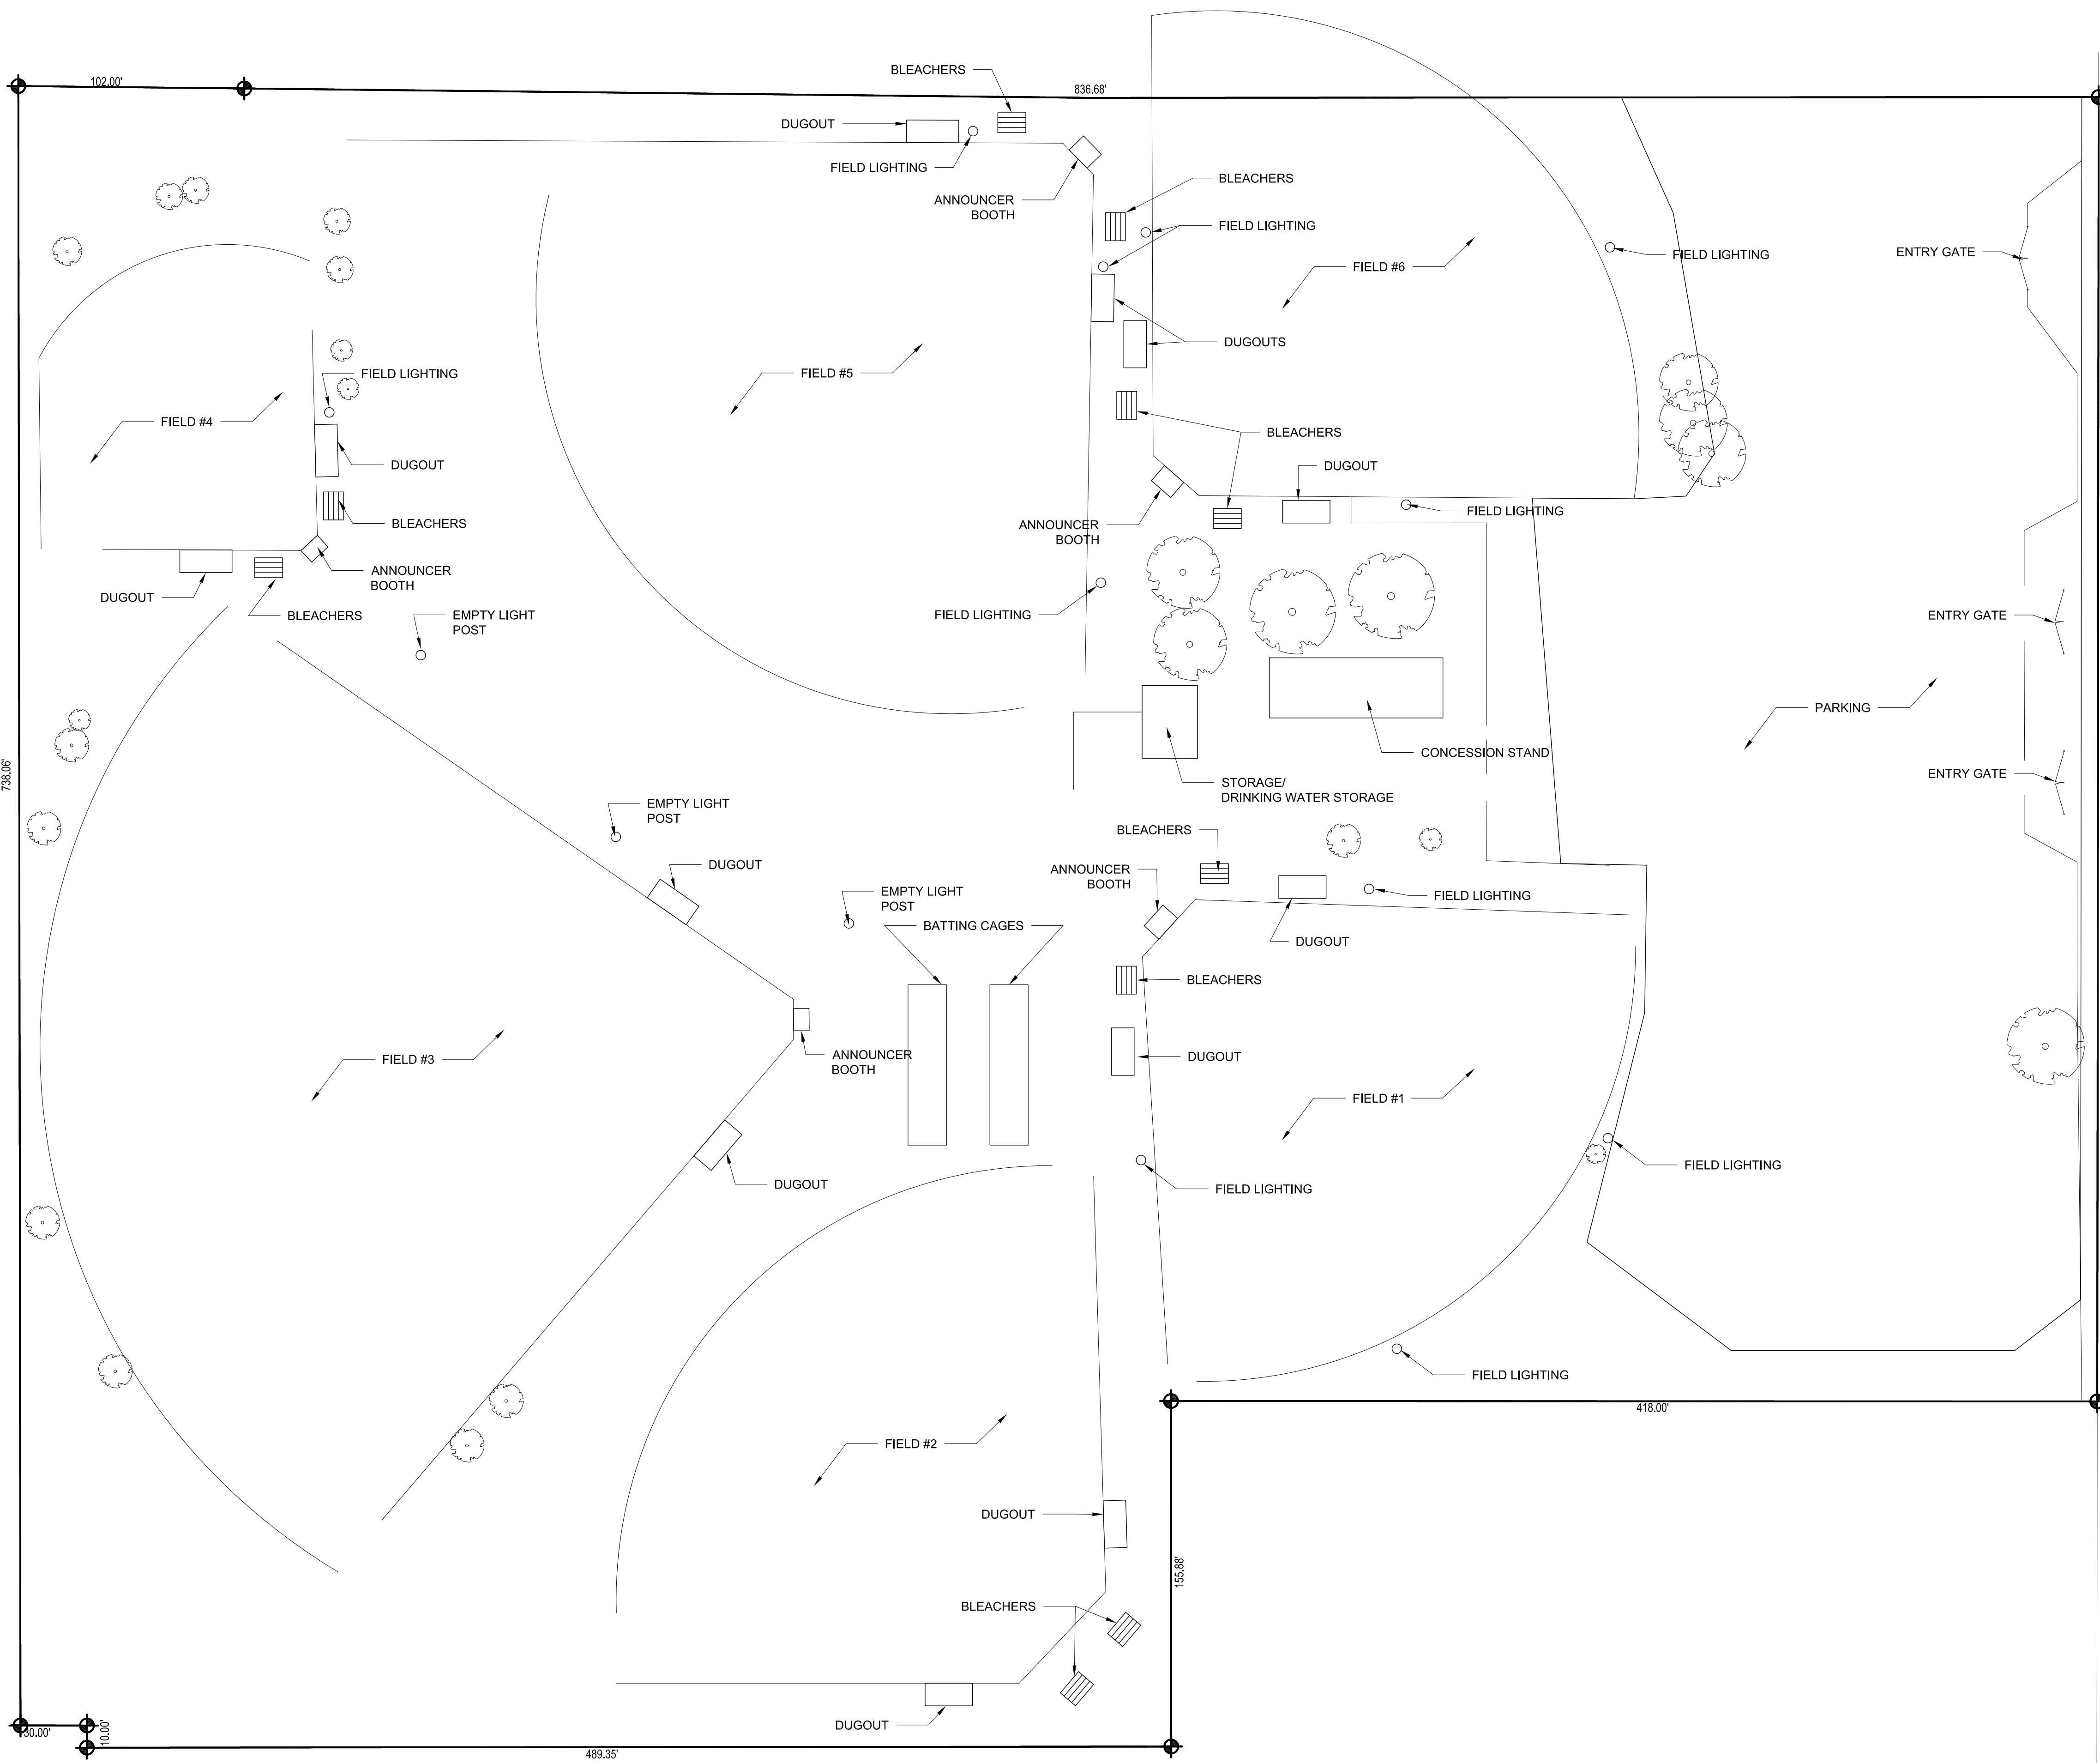 BLEACHERS
102.00'
836.68'
DUGOUT
FIELD LIGHTING
BLEACHERS
ANNOUNCER
BOOTH
FIELD LIGHTING
FIELD LIGHTING
ENTRY GATE
FIELD #6
DUGOUTS
FIELD LIGHTING
FIELD #5
FIELD #4
BLEACHERS
DUGOUT
DUGOUT
BLEACHERS
FIELD LIGHTING
ANNOUNCER
BOOTH
ANNOUNCER
BOOTH
DUGOUT
BLEACHERS
EMPTY LIGHT
POST
FIELD LIGHTING
ENTRY GATE
PARKING
CONCESSION STAND
738.06'
STORAGE/
DRINKING WATER STORAGE
ENTRY GATE
EMPTY LIGHT
POST
BLEACHERS
DUGOUT
ANNOUNCER
BOOTH
EMPTY LIGHT
POST
FIELD LIGHTING
BATTING CAGES
DUGOUT
BLEACHERS
FIELD #3
ANNOUNCER
BOOTH
DUGOUT
FIELD #1
FIELD LIGHTING
DUGOUT
FIELD LIGHTING
FIELD LIGHTING
418.00'
FIELD #2
DUGOUT
155.88'
BLEACHERS
DUGOUT
30.00'
10.00'
489.35'